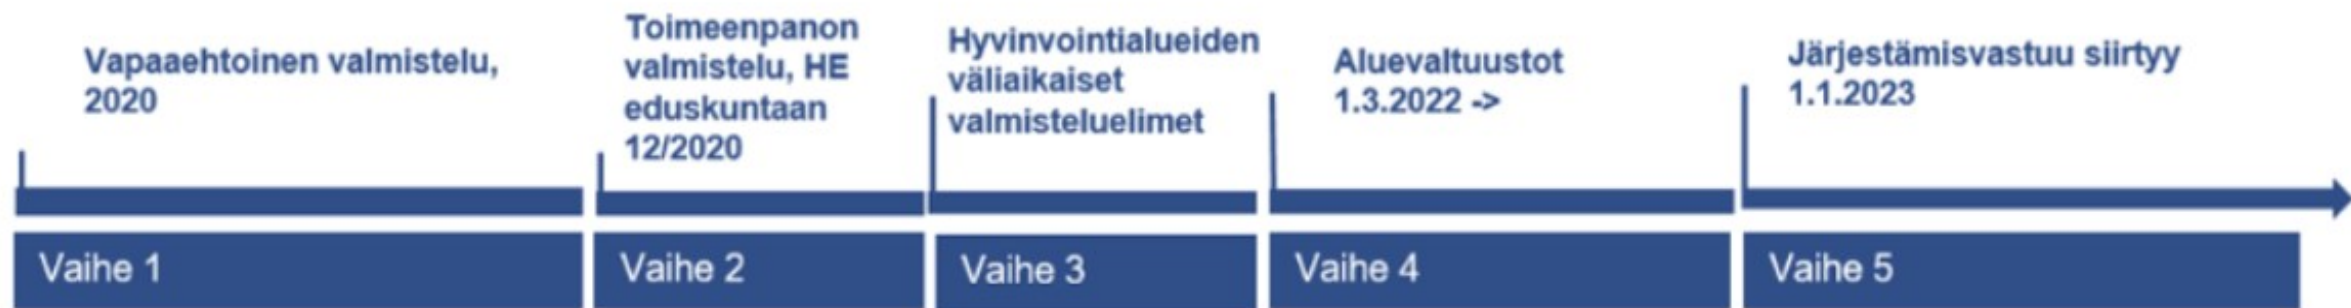 Vapaaehtoinen valmistelu,
2020
Toimeenpanon
valmistelu, HE
eduskuntaan
12/2020
Hyvinvointialueiden
väliaikaiset
valmisteluelimet
Aluevaltuustot
1.3.2022 ->
Järjestämisvastuu siirtyy
1.1.2023
Vaihe 1
Vaihe 2
Vaihe 3
Vaihe 4
Vaihe 5